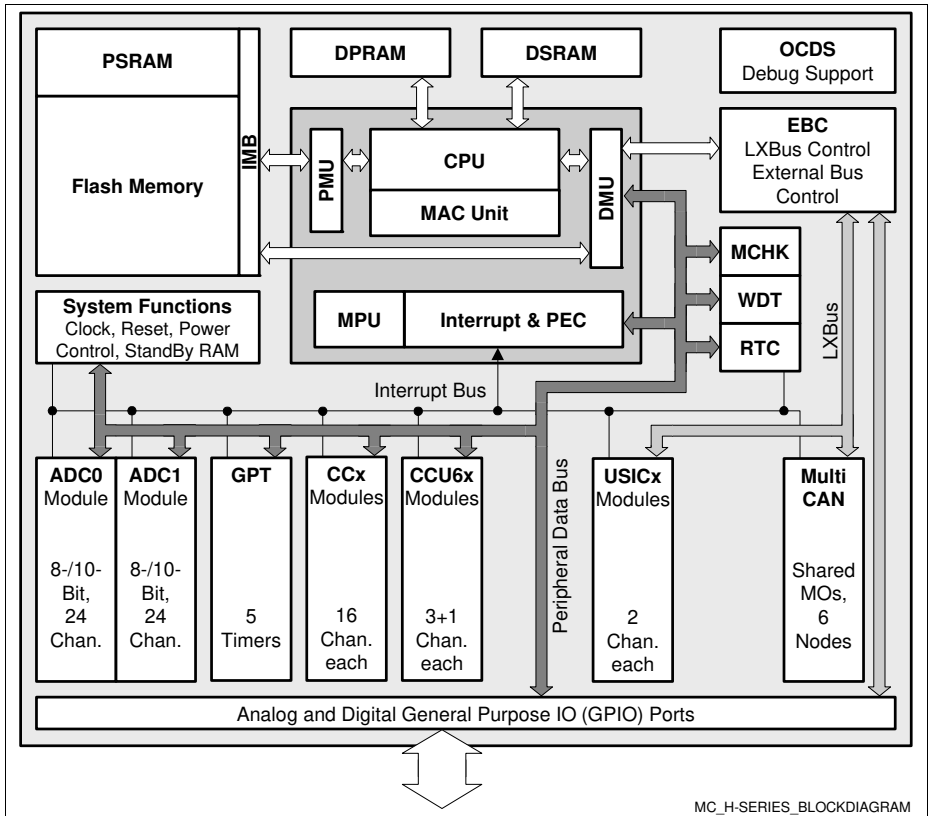 PSRAM
Flash Memory
IMB
DPRAM
DSRAM
OCDS
Debug Support
PMU
CPU
MAC Unit
DMU
EBC
LXBus Control
External Bus
Control
MCHK
WDT
RTC
System Functions
Clock, Reset, Power
Control, StandBy RAM
MPU
Interrupt & PEC
Interrupt Bus
LXBus
ADC0
Module
8-/10-
Bit,
24
Chan.
ADC1
Module
8-/10-
Bit,
24
Chan.
GPT
5
Timers
CCx
Modules
16
Chan.
each
CCU6x
Modules
3+1
Chan.
each
Peripheral Data Bus
USICx
Modules
2
Chan.
each
Multi
CAN
Shared
MOs,
6
Nodes
Analog and Digital General Purpose IO (GPIO) Ports
MC_H-SERIES_BLOCKDIAGRAM